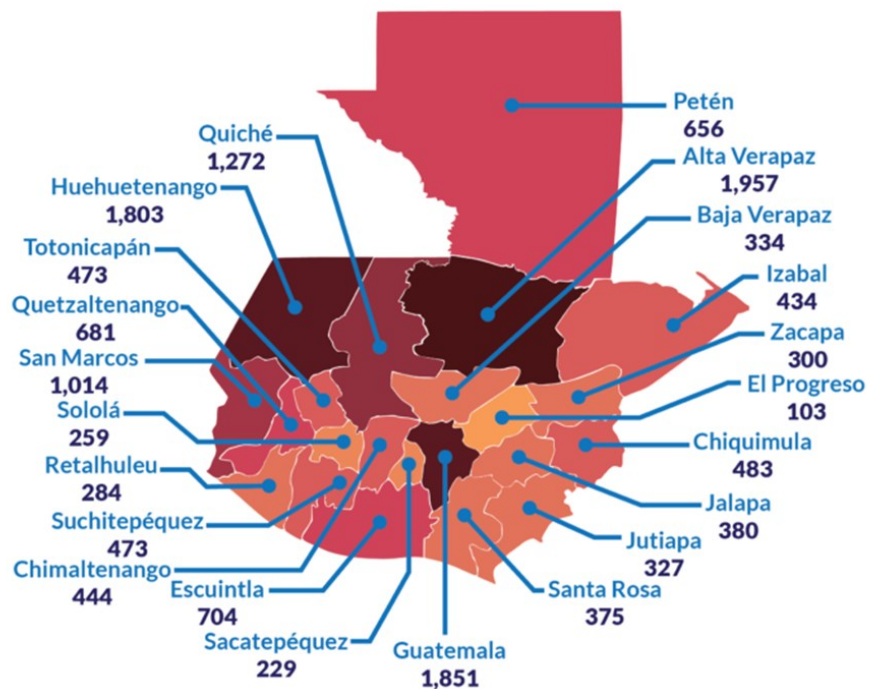 Petén
656
Quiché
1,272
Alta Verapaz
1,957
Huehuetenango
1,803
Baja Verapaz
334
Totonicapán
473
Izabal
434
Quetzaltenango
681
Zacapa
300
San Marcos
1,014
El Progreso
103
Sololá
259
Chiquimula
483
Retalhuleu
284
Jalapa
380
Suchitepéquez
473
Jutiapa
327
Chimaltenango
444
Escuintla
704
Santa Rosa
375
Sacatepéquez
229
Guatemala
1,851